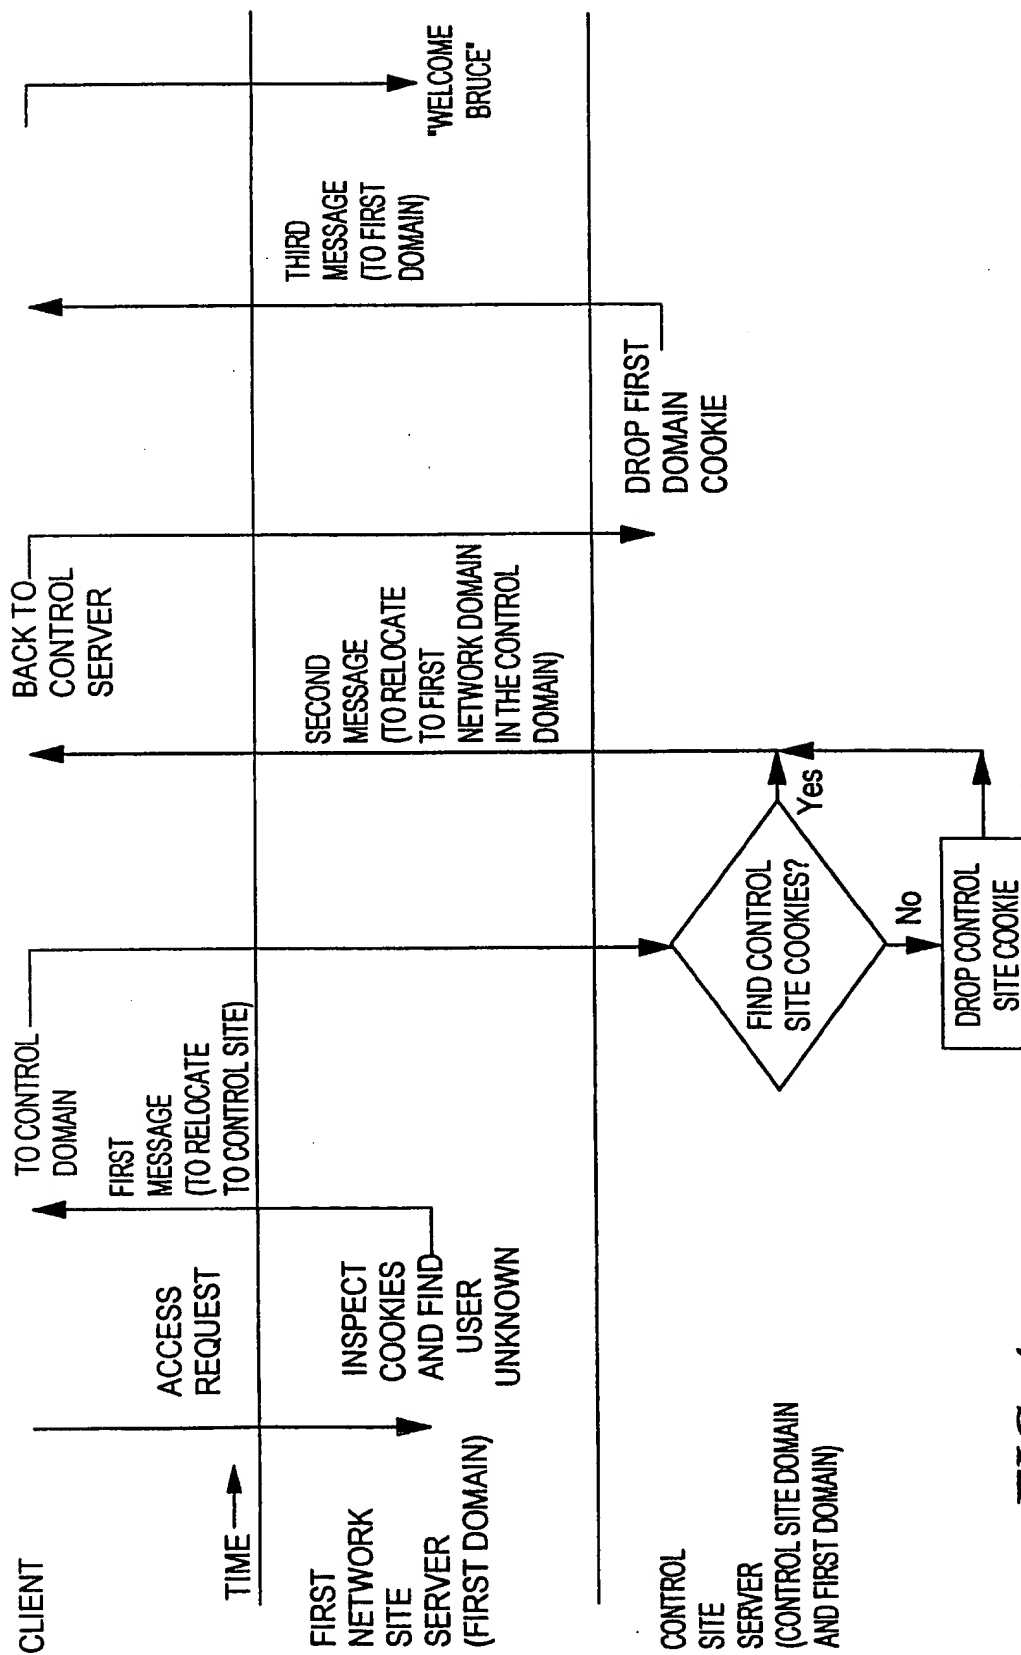 CLIENT
TIME
FIRST
NETWORK
SITE
SERVER
(FIRST DOMAIN)
CONTROL
SITE
SERVER
(CONTROL SITE DOMAIN
AND FIRST DOMAIN)
ACCESS
REQUEST
INSPECT
COOKIES
AND FIND
USER
UNKNOWN
FIRST
MESSAGE
(TO RELOCATE
TO CONTROL SITE)
TO CONTROL
DOMAIN
FIND CONTROL
SITE COOKIES?
Yes
No
DROP CONTROL
SITE COOKIE
SECOND
MESSAGE
(TO RELOCATE
TO FIRST
NETWORK DOMAIN
IN THE CONTROL
DOMAIN)
BACK TO
CONTROL
SERVER
DROP FIRST
DOMAIN
COOKIE
THIRD
MESSAGE
(TO FIRST
DOMAIN)
"WELCOME
BRUCE"